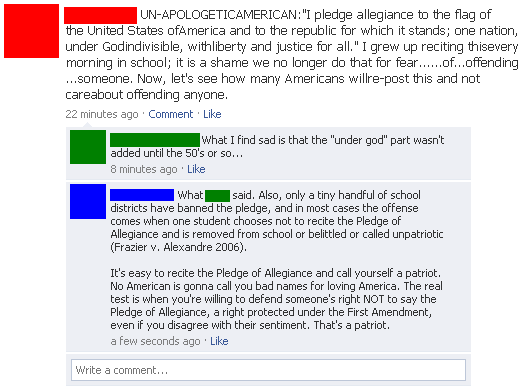 UN-APOLOGETICAMERICAN:"I pledge allegiance to the flag of
the United States ofAmerica and to the republic for which it stands; one nation,
under Godindivisible, withliberty and justice for all." I grew up reciting thisevery
morning in school; it is a shame we no longer do that for fear......of...offending
...someone. Now, let's see how many Americans willre-post this and not
careabout offending anyone.
22 minutes ago · Comment · Like
What I find sad is that the "under god" part wasn't
added until the 50's or so...
8 minutes ago · Like
What said. Also, only a tiny handful of school
districts have banned the pledge, and in most cases the offense
comes when one student chooses not to recite the Pledge of
Allegiance and is removed from school or belittled or called unpatriotic
(Frazier v. Alexandre 2006).
It's easy to recite the Pledge of Allegiance and call yourself a patriot.
No American is gonna call you bad names for loving America. The real
test is when you're willing to defend someone's right NOT to say the
Pledge of Allegiance, a right protected under the First Amendment,
even if you disagree with their sentiment. That's a patriot.
a few seconds ago · Like
Write a comment...